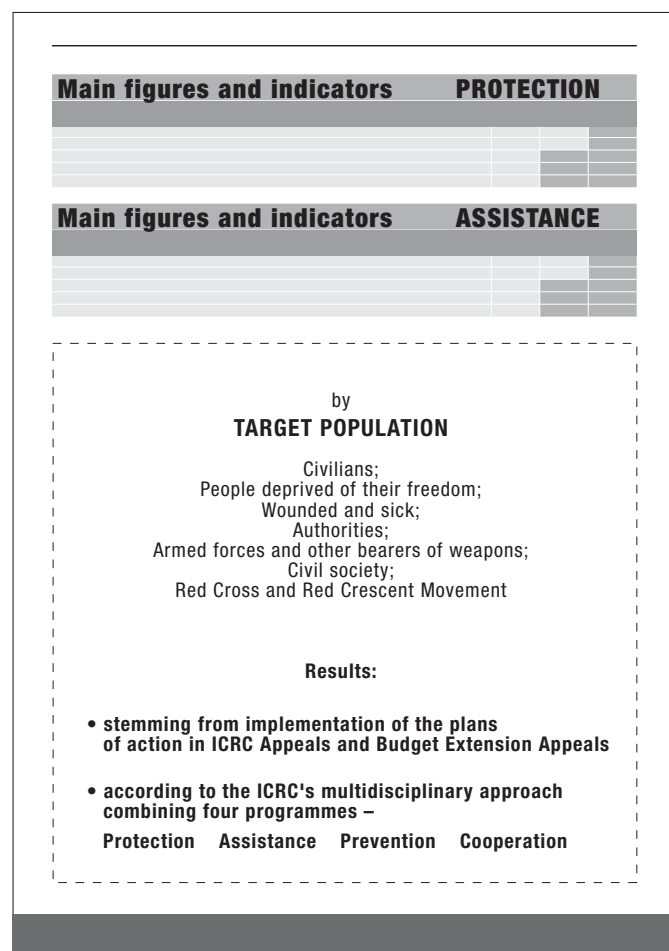 Main figures and indicators PROTECTION
Main figures and indicators ASSISTANCE
by
TARGET POPULATION
Civilians;
People deprived of their freedom;
Wounded and sick;
Authorities;
Armed forces and other bearers of weapons;
Civil society;
Red Cross and Red Crescent Movement
Results:
• stemming from implementation of the plans
of action in ICRC Appeals and Budget Extension Appeals
• according to the ICRC's multidisciplinary approach
combining four programmes –
Protection Assistance Prevention Cooperation